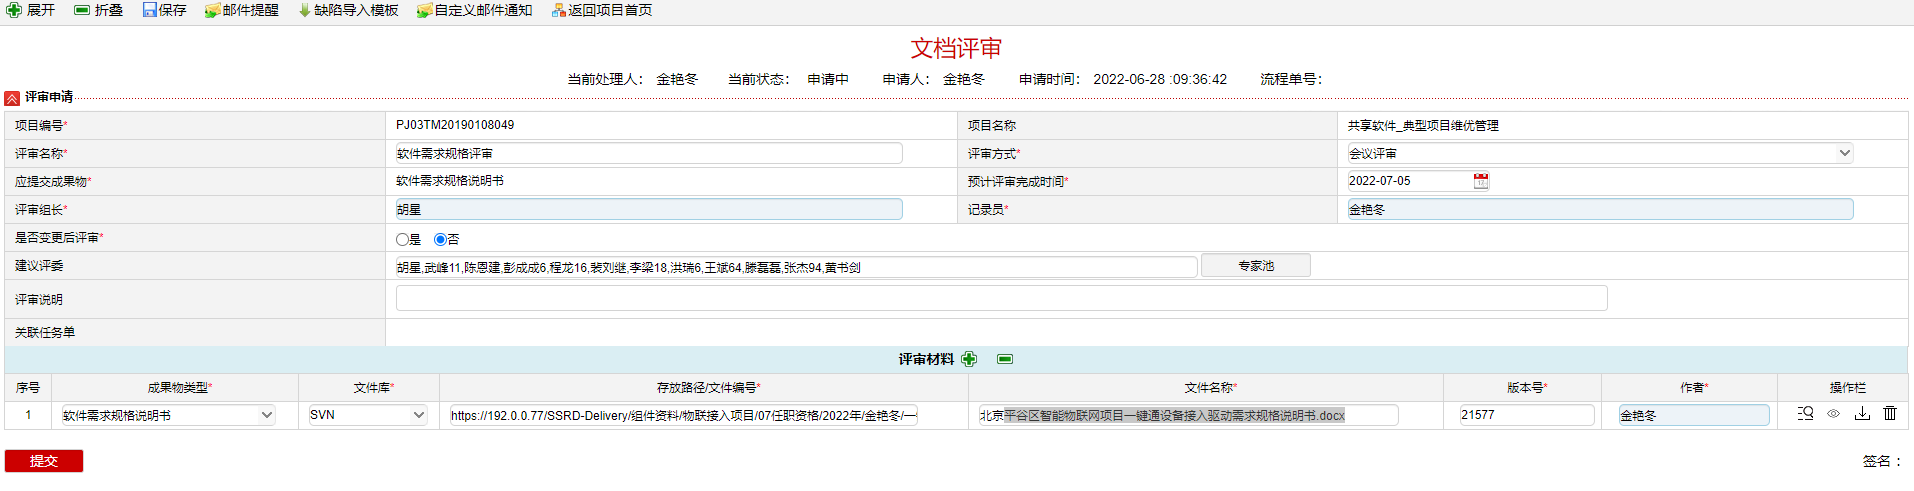 展开 折叠 保存 邮件提醒 缺陷导入模板 自定义邮件通知 返回项目首页
文档评审
当前处理人： 金艳冬 当前状态： 申请中 申请人： 金艳冬 申请时间： 2022-06-28 :09:36:42 流程单号：
评审申请
项目编号* PJ03TM20190108049 项目名称 共享软件_典型项目维优管理
评审名称* 软件需求规格评审 评审方式* 会议评审
应提交成果物* 软件需求规格说明书 预计评审完成时间* 2022-07-05
评审组长* 胡星 记录员* 金艳冬
是否变更后评审* 是 否
建议评委 胡星,武峰11,陈恩建,彭成成6,程龙16,裴刘继,李梁18,洪瑞6,王斌64,滕磊磊,张杰94,黄书剑 专家池
评审说明
关联任务单
评审材料
序号 成果物类型* 文件库* 存放路径/文件编号* 文件名称* 版本号* 作者* 操作栏
1 软件需求规格说明书 SVN https://192.0.0.77/SSRD-Delivery/组件资料/物联接入项目/07任职资格/2022年/金艳冬/一 北京平谷区智能物联网项目一键通设备接入驱动需求规格说明书.docx 21577 金艳冬
提交 签名：